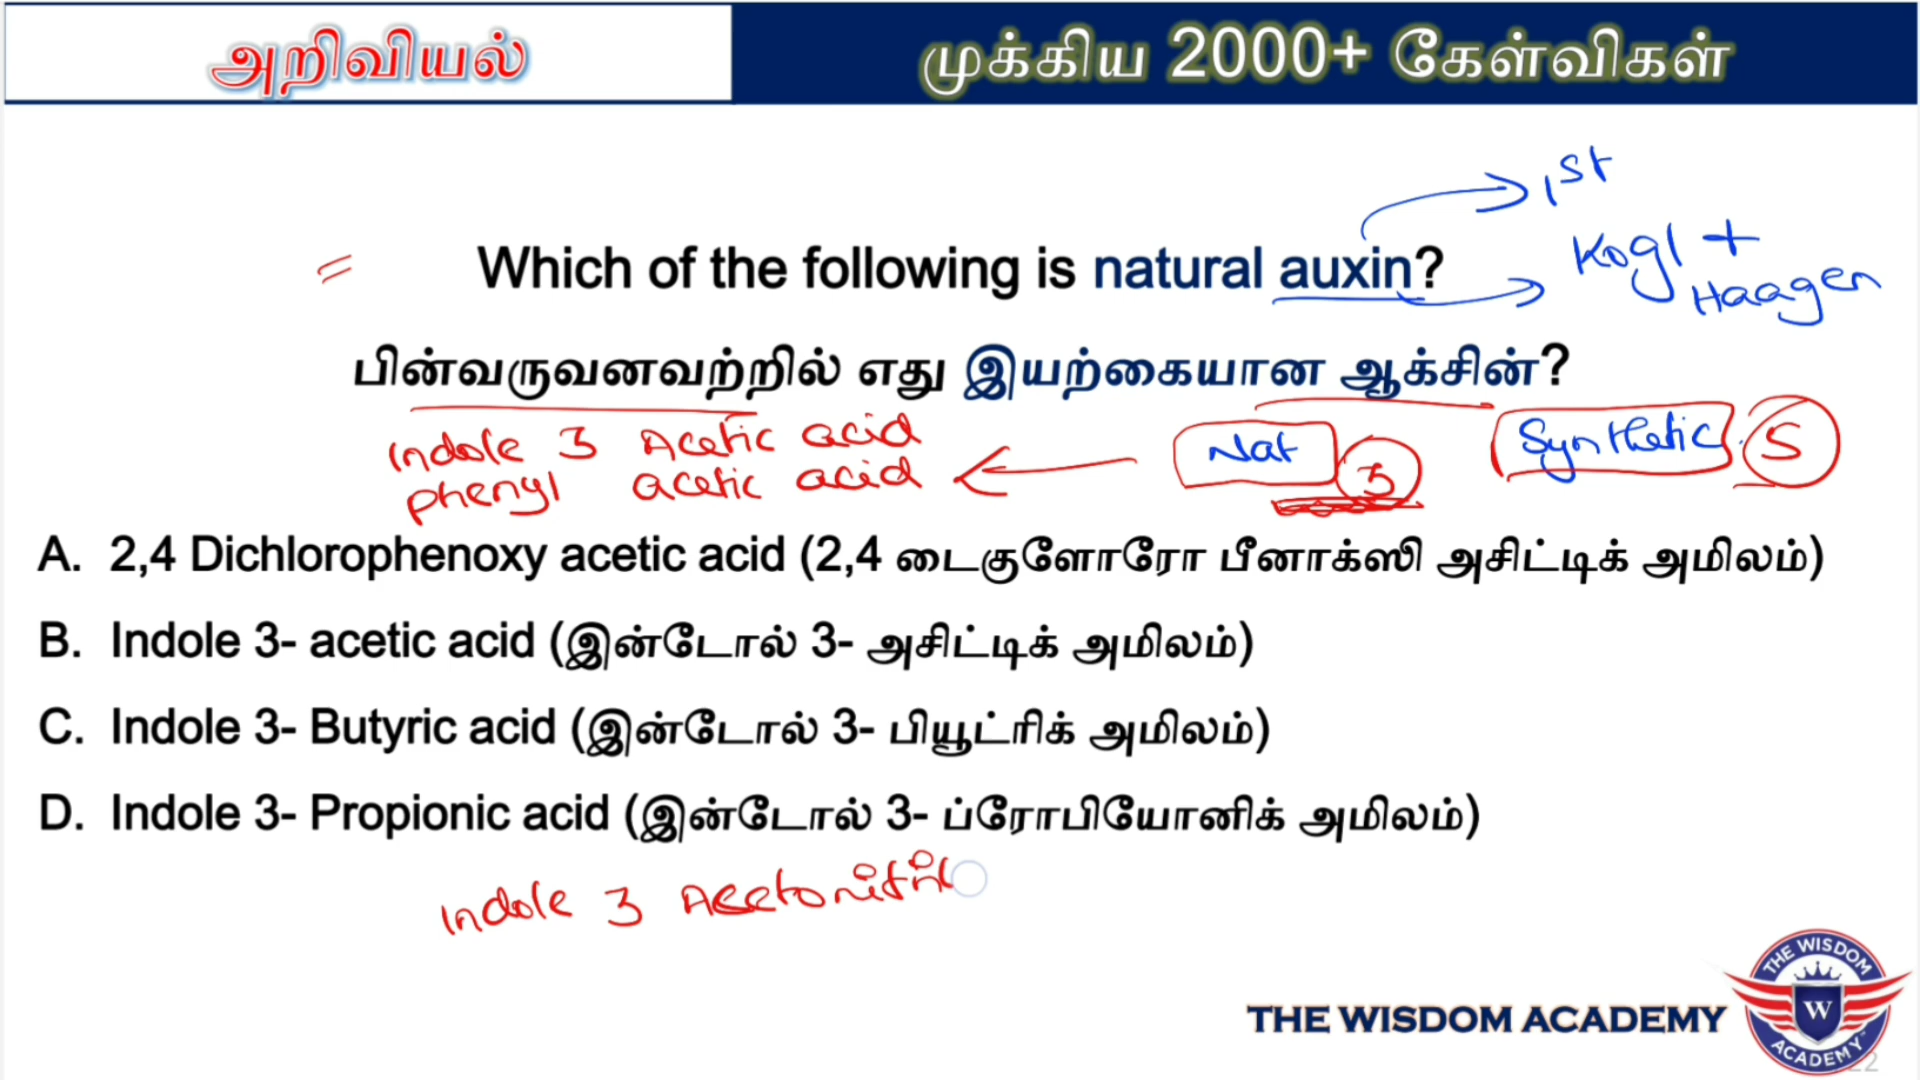 அறிவியல்
முக்கிய 2000+ கேள்விகள்
1st
Which of the following is natural auxin?
Kogl +
Haagen
பின்வருவனவற்றில் எது இயற்கையான ஆக்சின்?
Indole 3 Acetic acid
Nat 3
Synthetic 5
phenyl acetic acid
A. 2,4 Dichlorophenoxy acetic acid (2,4 டைகுளோரோ பீனாக்ஸி அசிட்டிக் அமிலம்)
B. Indole 3- acetic acid (இன்டோல் 3- அசிட்டிக் அமிலம்)
C. Indole 3- Butyric acid (இன்டோல் 3- பியூட்ரிக் அமிலம்)
D. Indole 3- Propionic acid (இன்டோல் 3- ப்ரோபியோனிக் அமிலம்)
Indole 3
THE WISDOM ACADEMY
THE WISDOM
W
ACADEMY